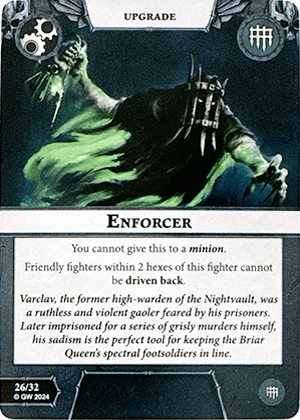 UPGRADE
ENFORCER
You cannot give this to a minion.
Friendly fighters within 2 hexes of this fighter cannot
be driven back.
Varclav, the former high-warden of the Nightvault, was
a ruthless and violent gaoler feared by his prisoners.
Later imprisoned for a series of grisly murders himself,
his sadism is the perfect tool for keeping the Briar
Queen's spectral footsoldiers in line.
26/32
© GW 2024